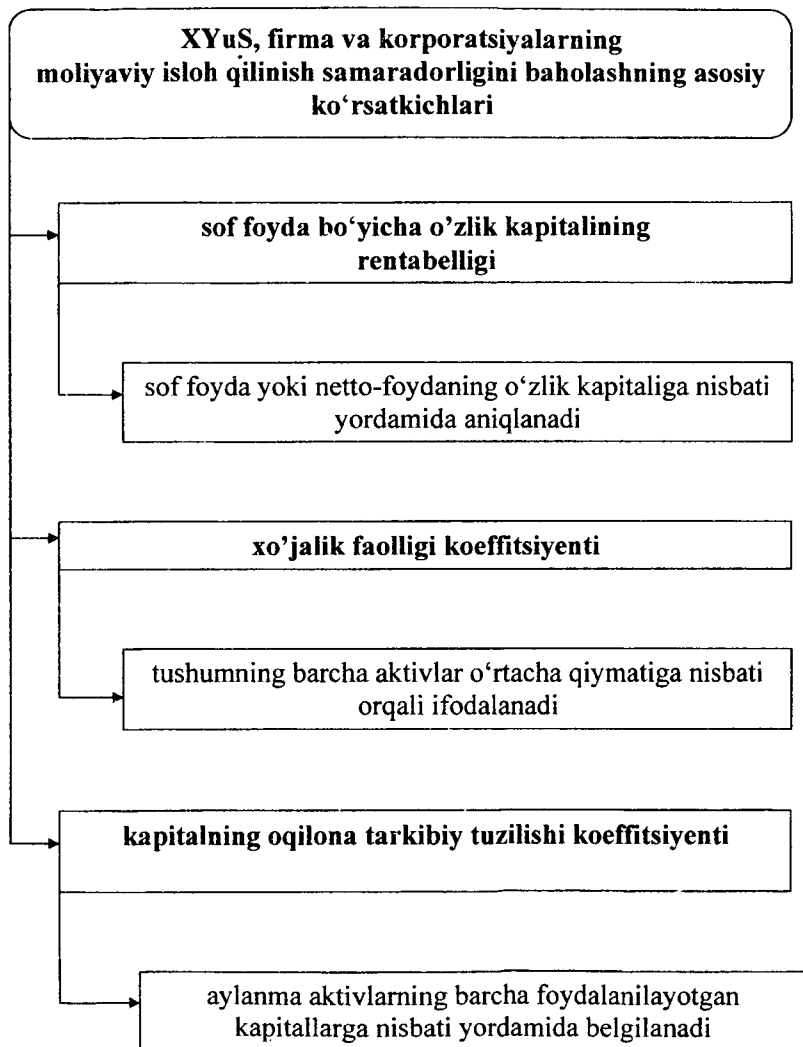 XYuS, firma va korporatsiyalarning
moliyaviy isloh qilinish samaradorligini baholashning asosiy
ko‘rsatkichlari
sof foyda bo‘yicha o’zlik kapitalining
rentabelligi
sof foyda yoki netto-foydaning o‘zlik kapitaliga nisbati
yordamida aniqlanadi
xo’jalik faolligi koeffitsiyenti
tushumning barcha aktivlar o‘rtacha qiymatiga nisbati
orqali ifodalanadi
kapitalning oqilona tarkibiy tuzilishi koeffitsiyenti
aylanma aktivlarning barcha foydalanilayotgan
kapitallarga nisbati yordamida belgilanadi